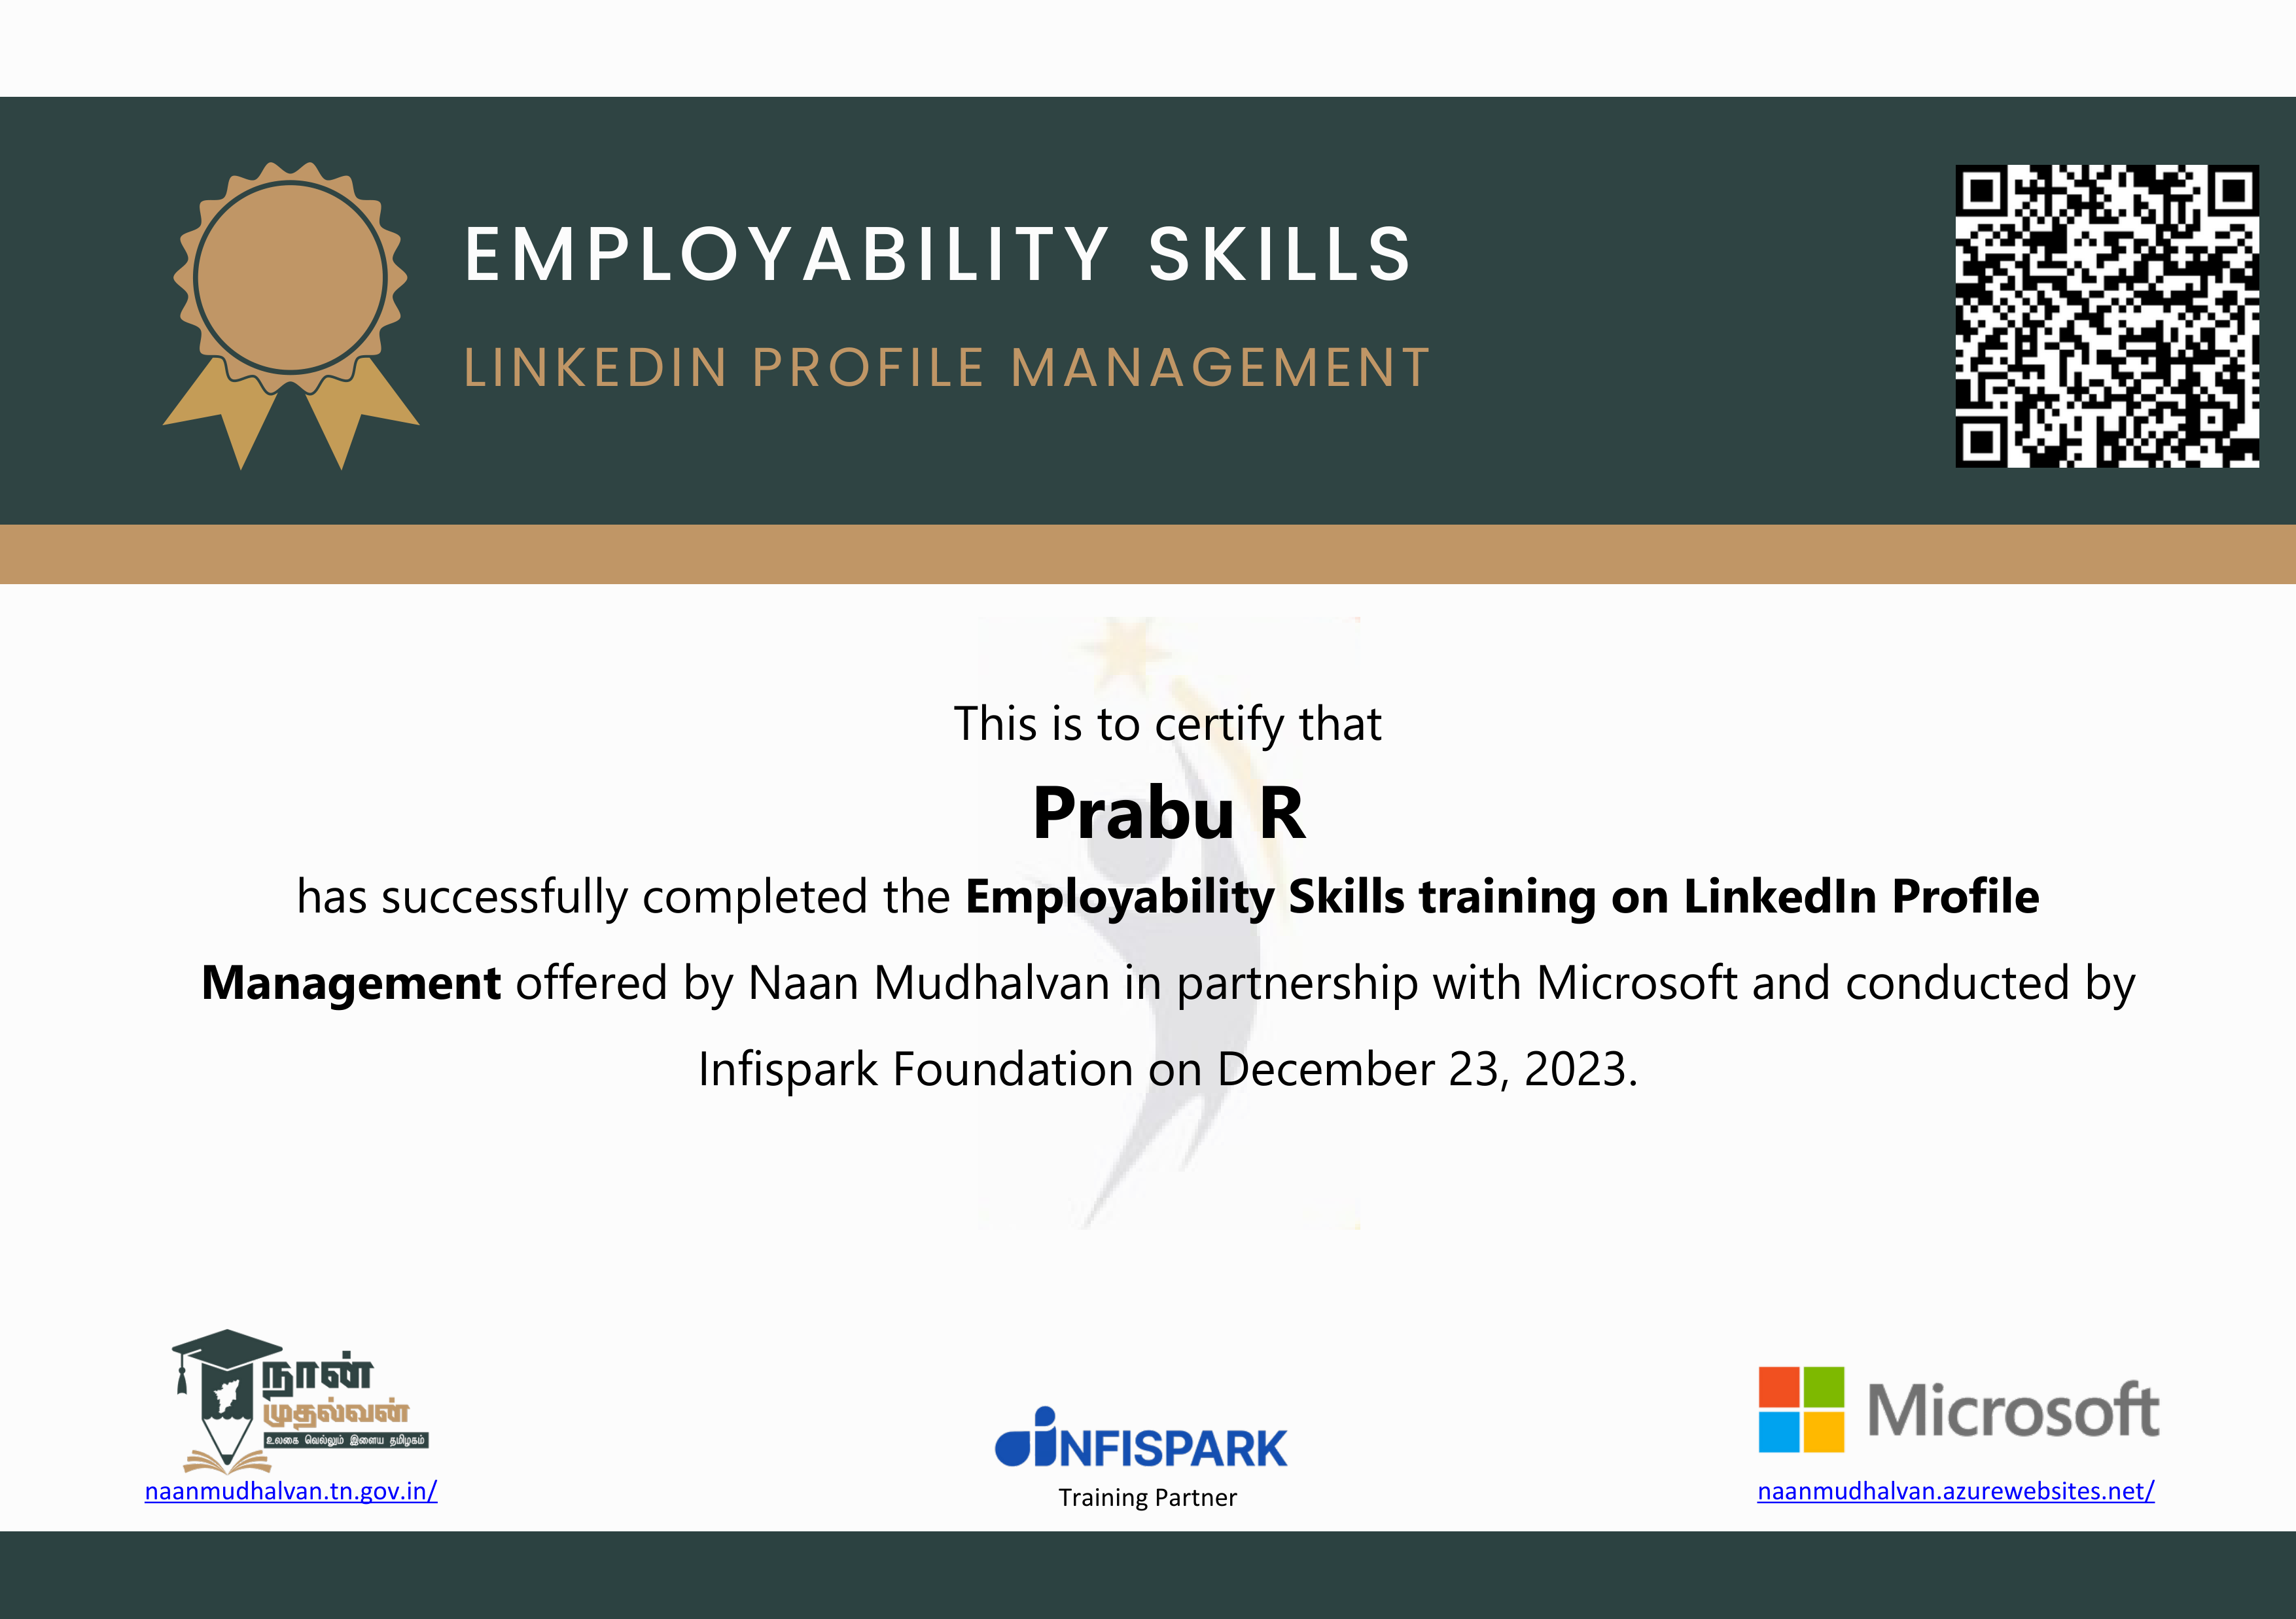 EMPLOYABILITY SKILLS
LINKEDIN PROFILE MANAGEMENT
This is to certify that
Prabu R
has successfully completed the Employability Skills training on LinkedIn Profile
Management offered by Naan Mudhalvan in partnership with Microsoft and conducted by
Infispark Foundation on December 23, 2023.
நான்
முதல்வன்
உலகை வெல்லும் இளைய தமிழகம்
naanmudhalvan.tn.gov.in/
INFISPARK
Training Partner
Microsoft
naanmudhalvan.azurewebsites.net/